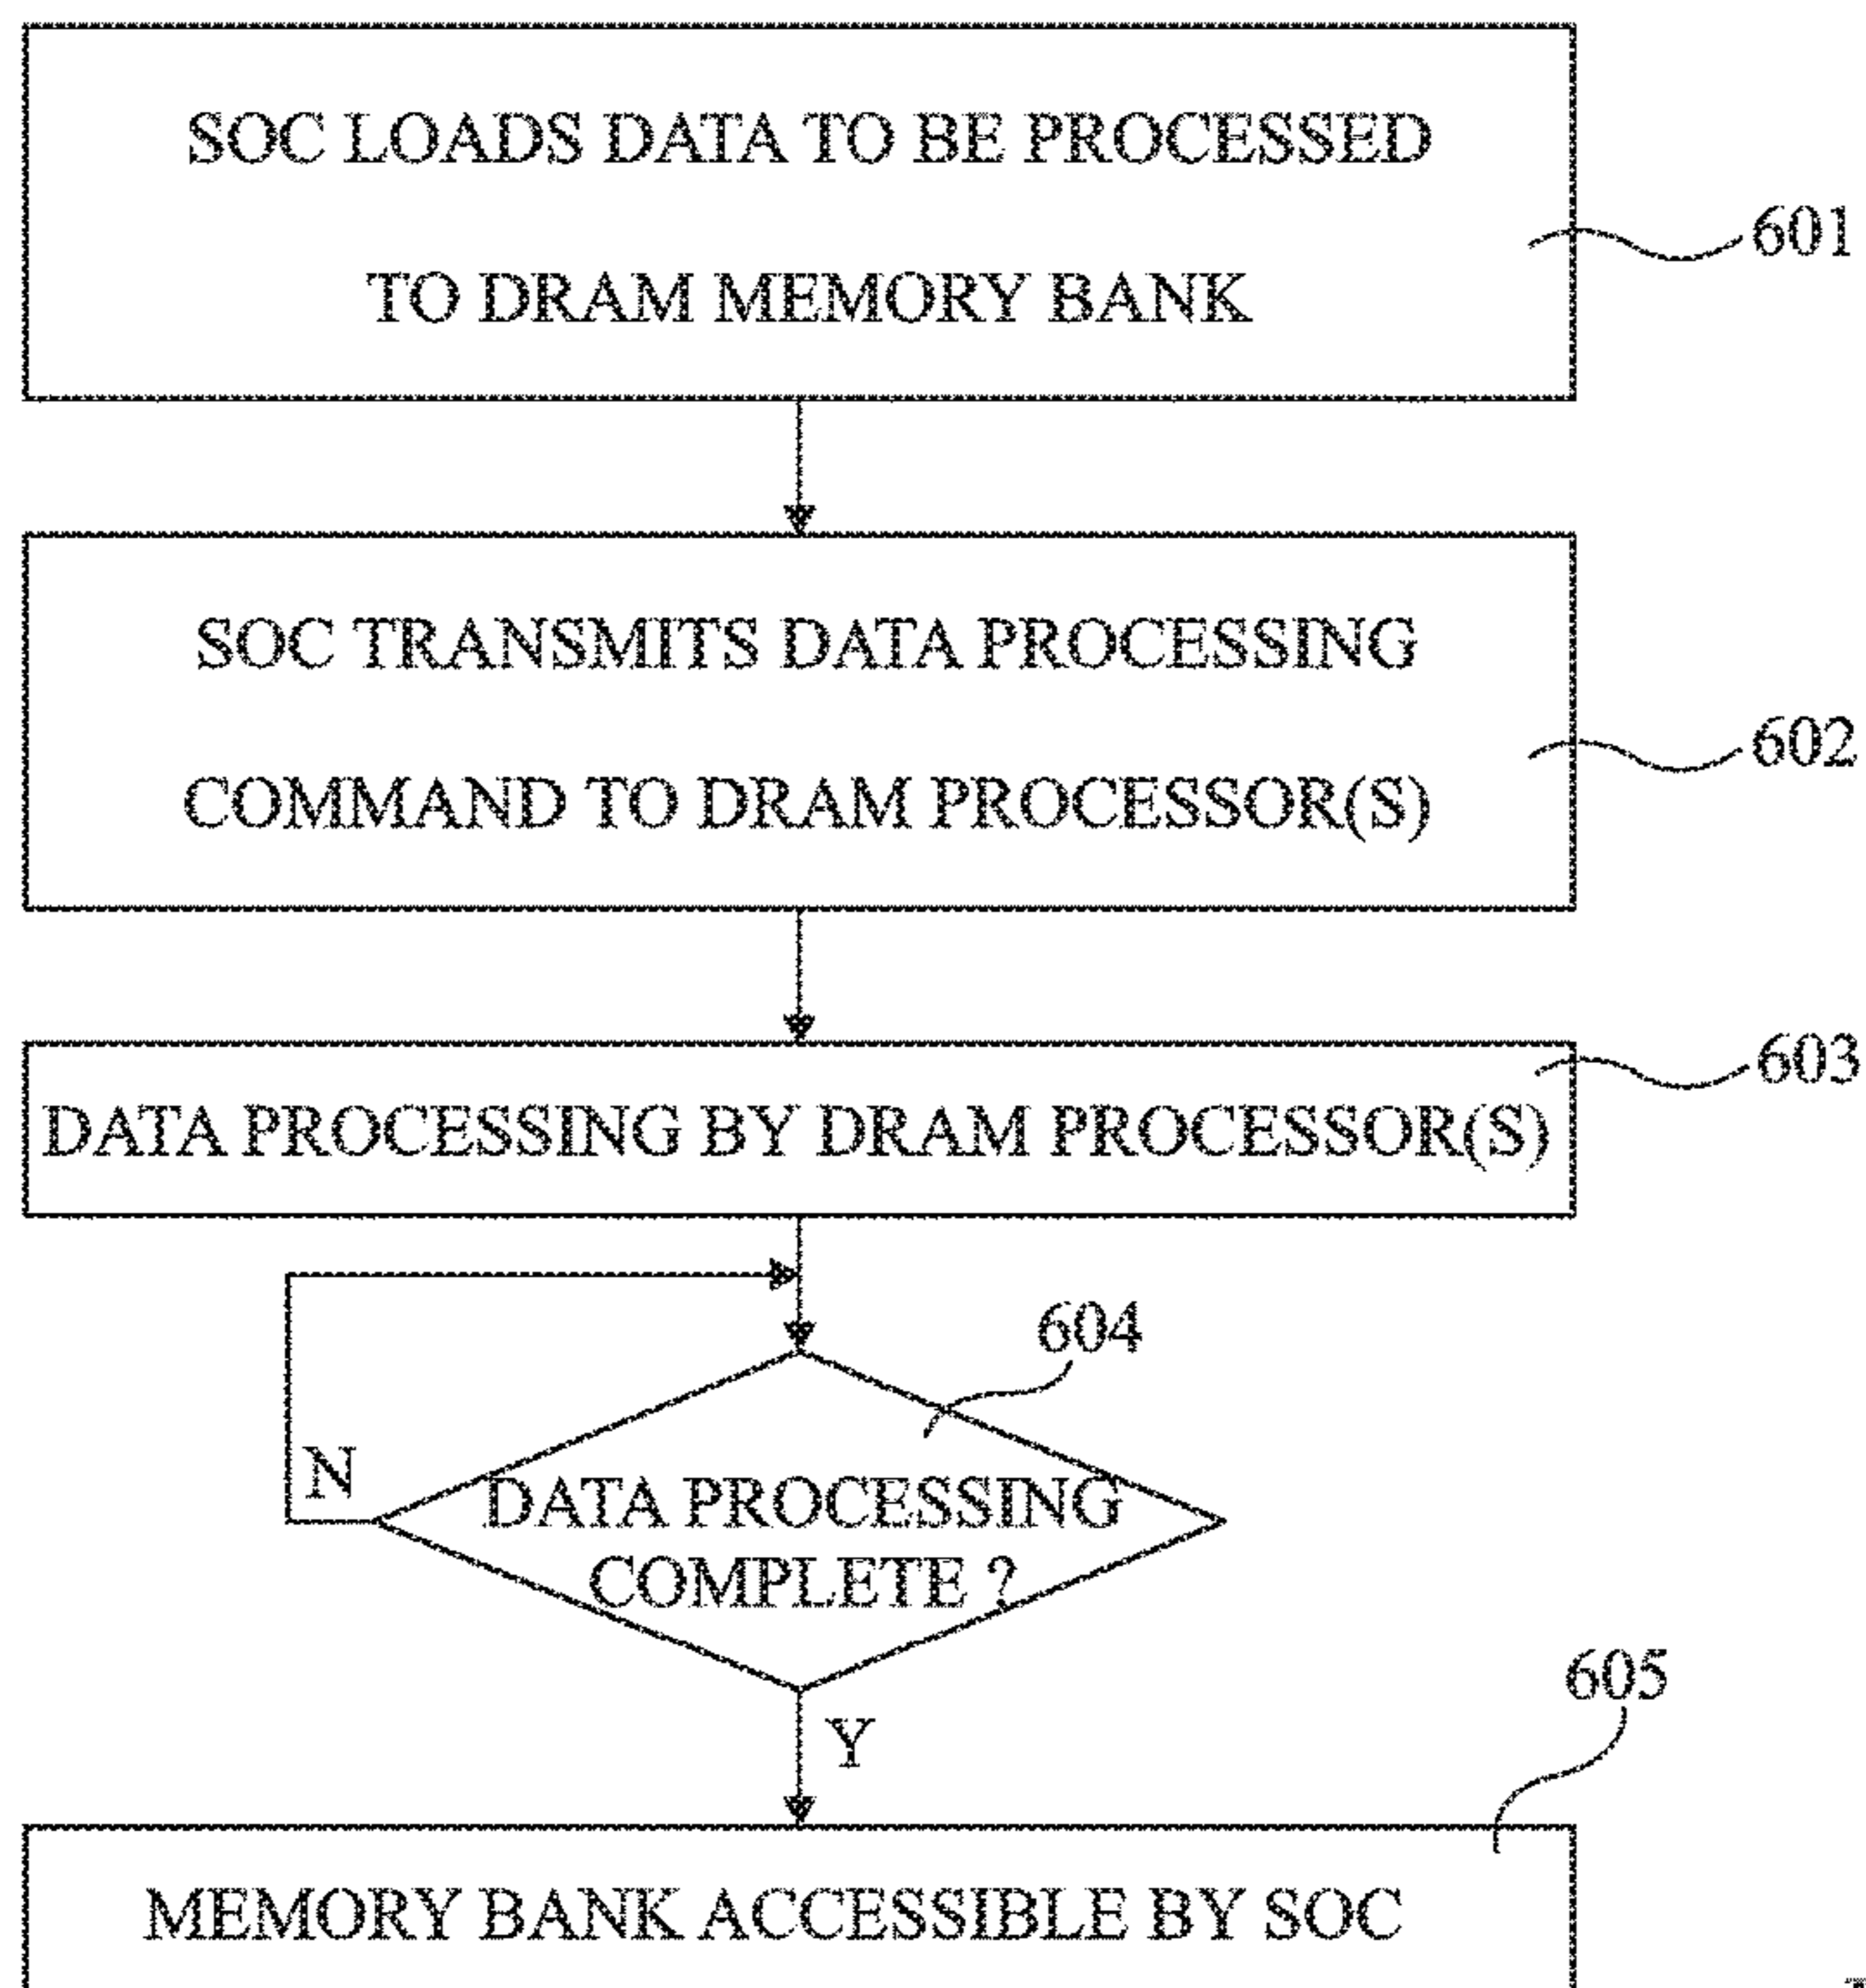 SOC LOADS DATA TO BE PROCESSED
TO DRAM MEMORY BANK
601
SOC TRANSMITS DATA PROCESSING
COMMAND TO DRAM PROCESSOR(S)
602
603
DATA PROCESSING BY DRAM PROCESSOR(S)
604
N
DATA PROCESSING
COMPLETE ?
605
Y
MEMORY BANK ACCESSIBLE BY SOC